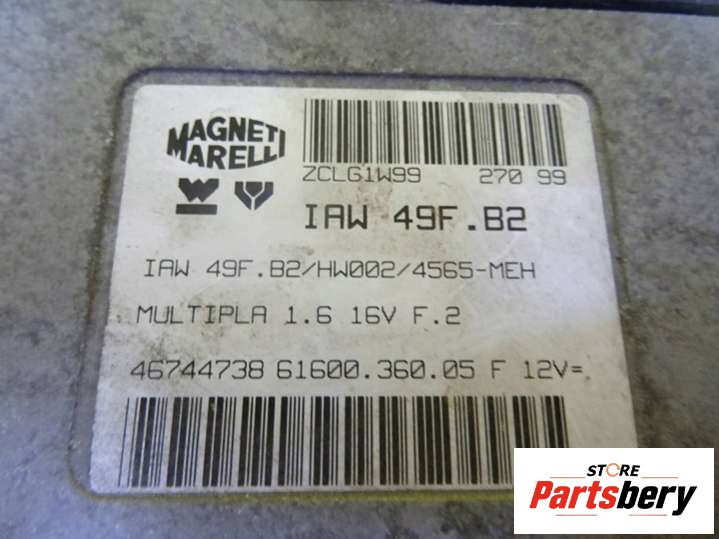 MAGNETI
MARELLI
ZCLG1W99 270 99
IAW 49F.B2
IAW 49F.B2/HW002/4565-MEH
MULTIPLA 1.6 16V F.2
46744738 61600.360.05 F 12V=
STORE
Partsbery